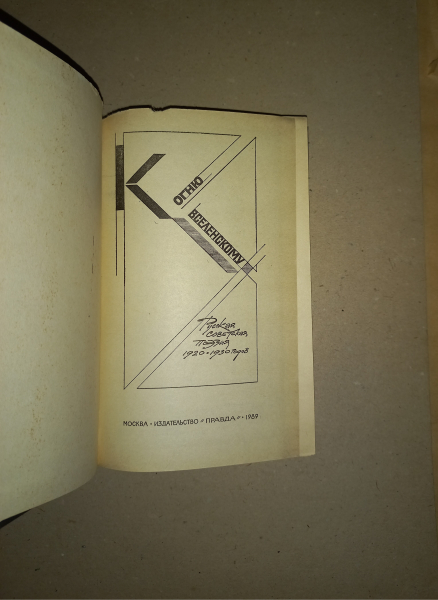 К
ОГНЮ
ВСЕЛЕНСКОМУ
Русская
советская
поэзия
1920-1930 годов
МОСКВА · ИЗДАТЕЛЬСТВО «ПРАВДА» · 1989